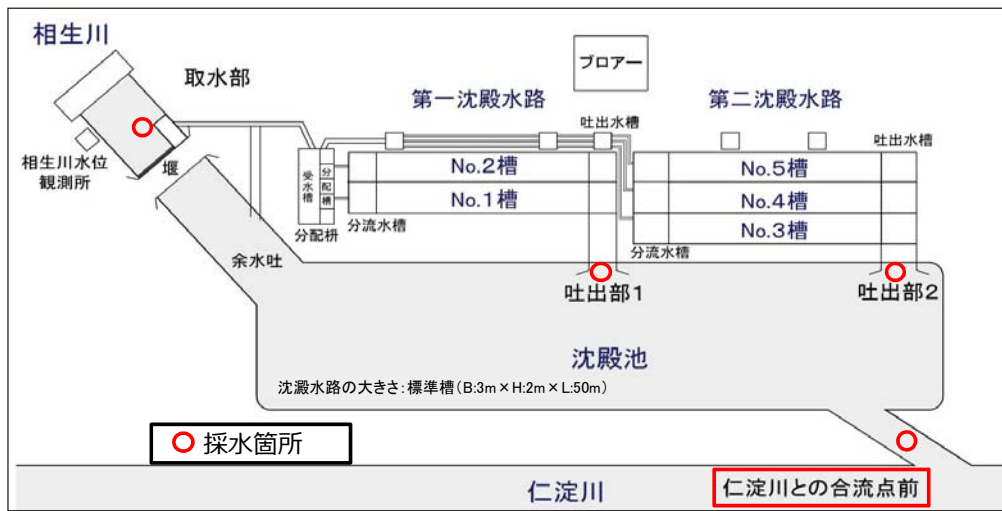 相生川
取水部
ブロアー
第一沈殿水路
第二沈殿水路
吐出水槽
吐出水槽
相生川水位
観測所
堰
受水槽
分配槽
No.2槽
No.1槽
No.5槽
No.4槽
No.3槽
分配枡
分流水槽
分流水槽
余水吐
吐出部1
吐出部2
沈殿池
沈澱水路の大きさ:標準槽(B:3m×H:2m×L:50m)
採水箇所
仁淀川
仁淀川との合流点前